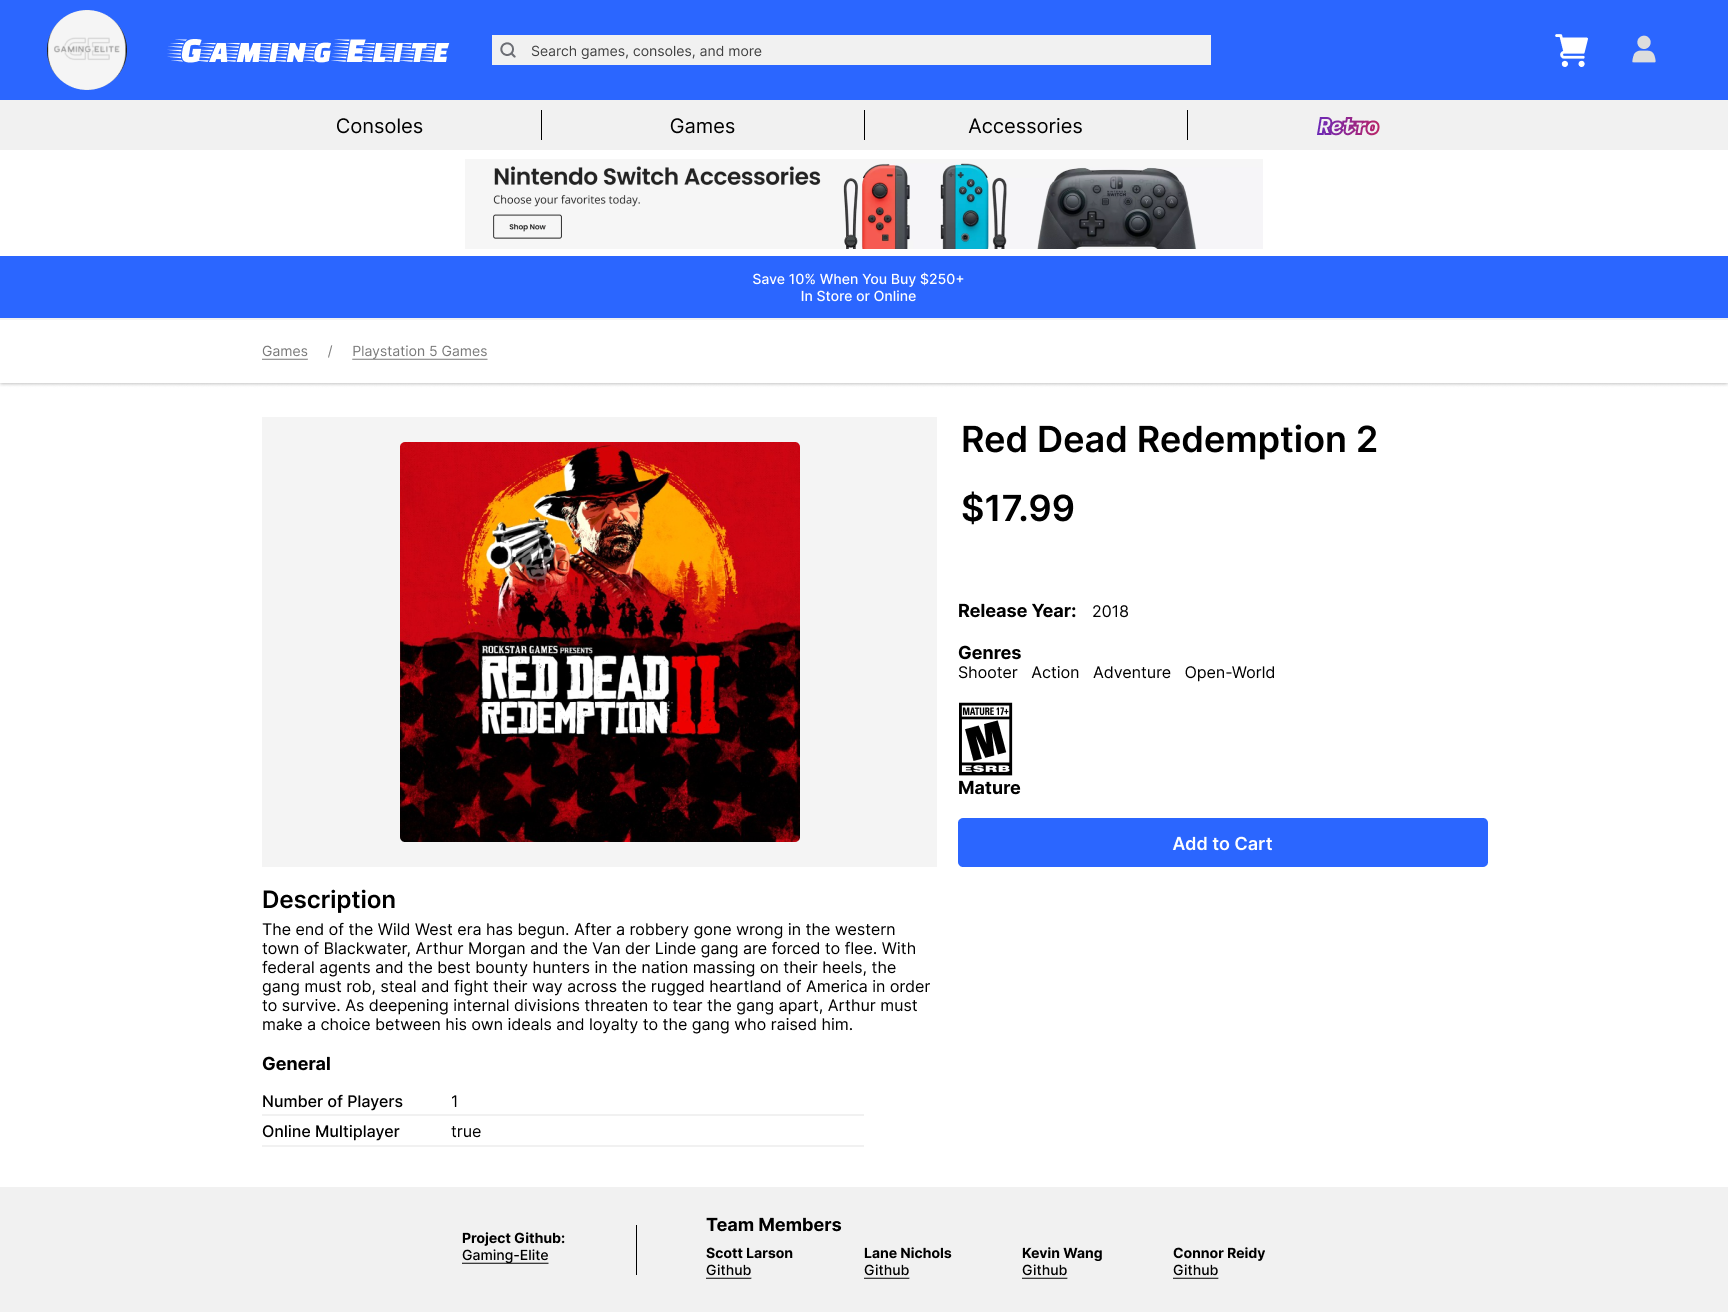 GAMING.ELITE
GAMING ELITE
Search games, consoles, and more
Consoles
Games
Accessories
Retro
Nintendo Switch Accessories
Choose your favorites today.
Shop Now
Save 10% When You Buy $250+
In Store or Online
Games / Playstation 5 Games
Red Dead Redemption 2
$17.99
ROCKSTAR GAMES PRESENTS
RED DEAD
REDEMPTION II
Release Year: 2018
Genres
Shooter Action Adventure Open-World
MATURE 17+
M
ESRB
Mature
Add to Cart
Description
The end of the Wild West era has begun. After a robbery gone wrong in the western
town of Blackwater, Arthur Morgan and the Van der Linde gang are forced to flee. With
federal agents and the best bounty hunters in the nation massing on their heels, the
gang must rob, steal and fight their way across the rugged heartland of America in order
to survive. As deepening internal divisions threaten to tear the gang apart, Arthur must
make a choice between his own ideals and loyalty to the gang who raised him.
General
Number of Players 1
Online Multiplayer true
Project Github:
Gaming-Elite
Team Members
Scott Larson Lane Nichols Kevin Wang Connor Reidy
Github Github Github Github